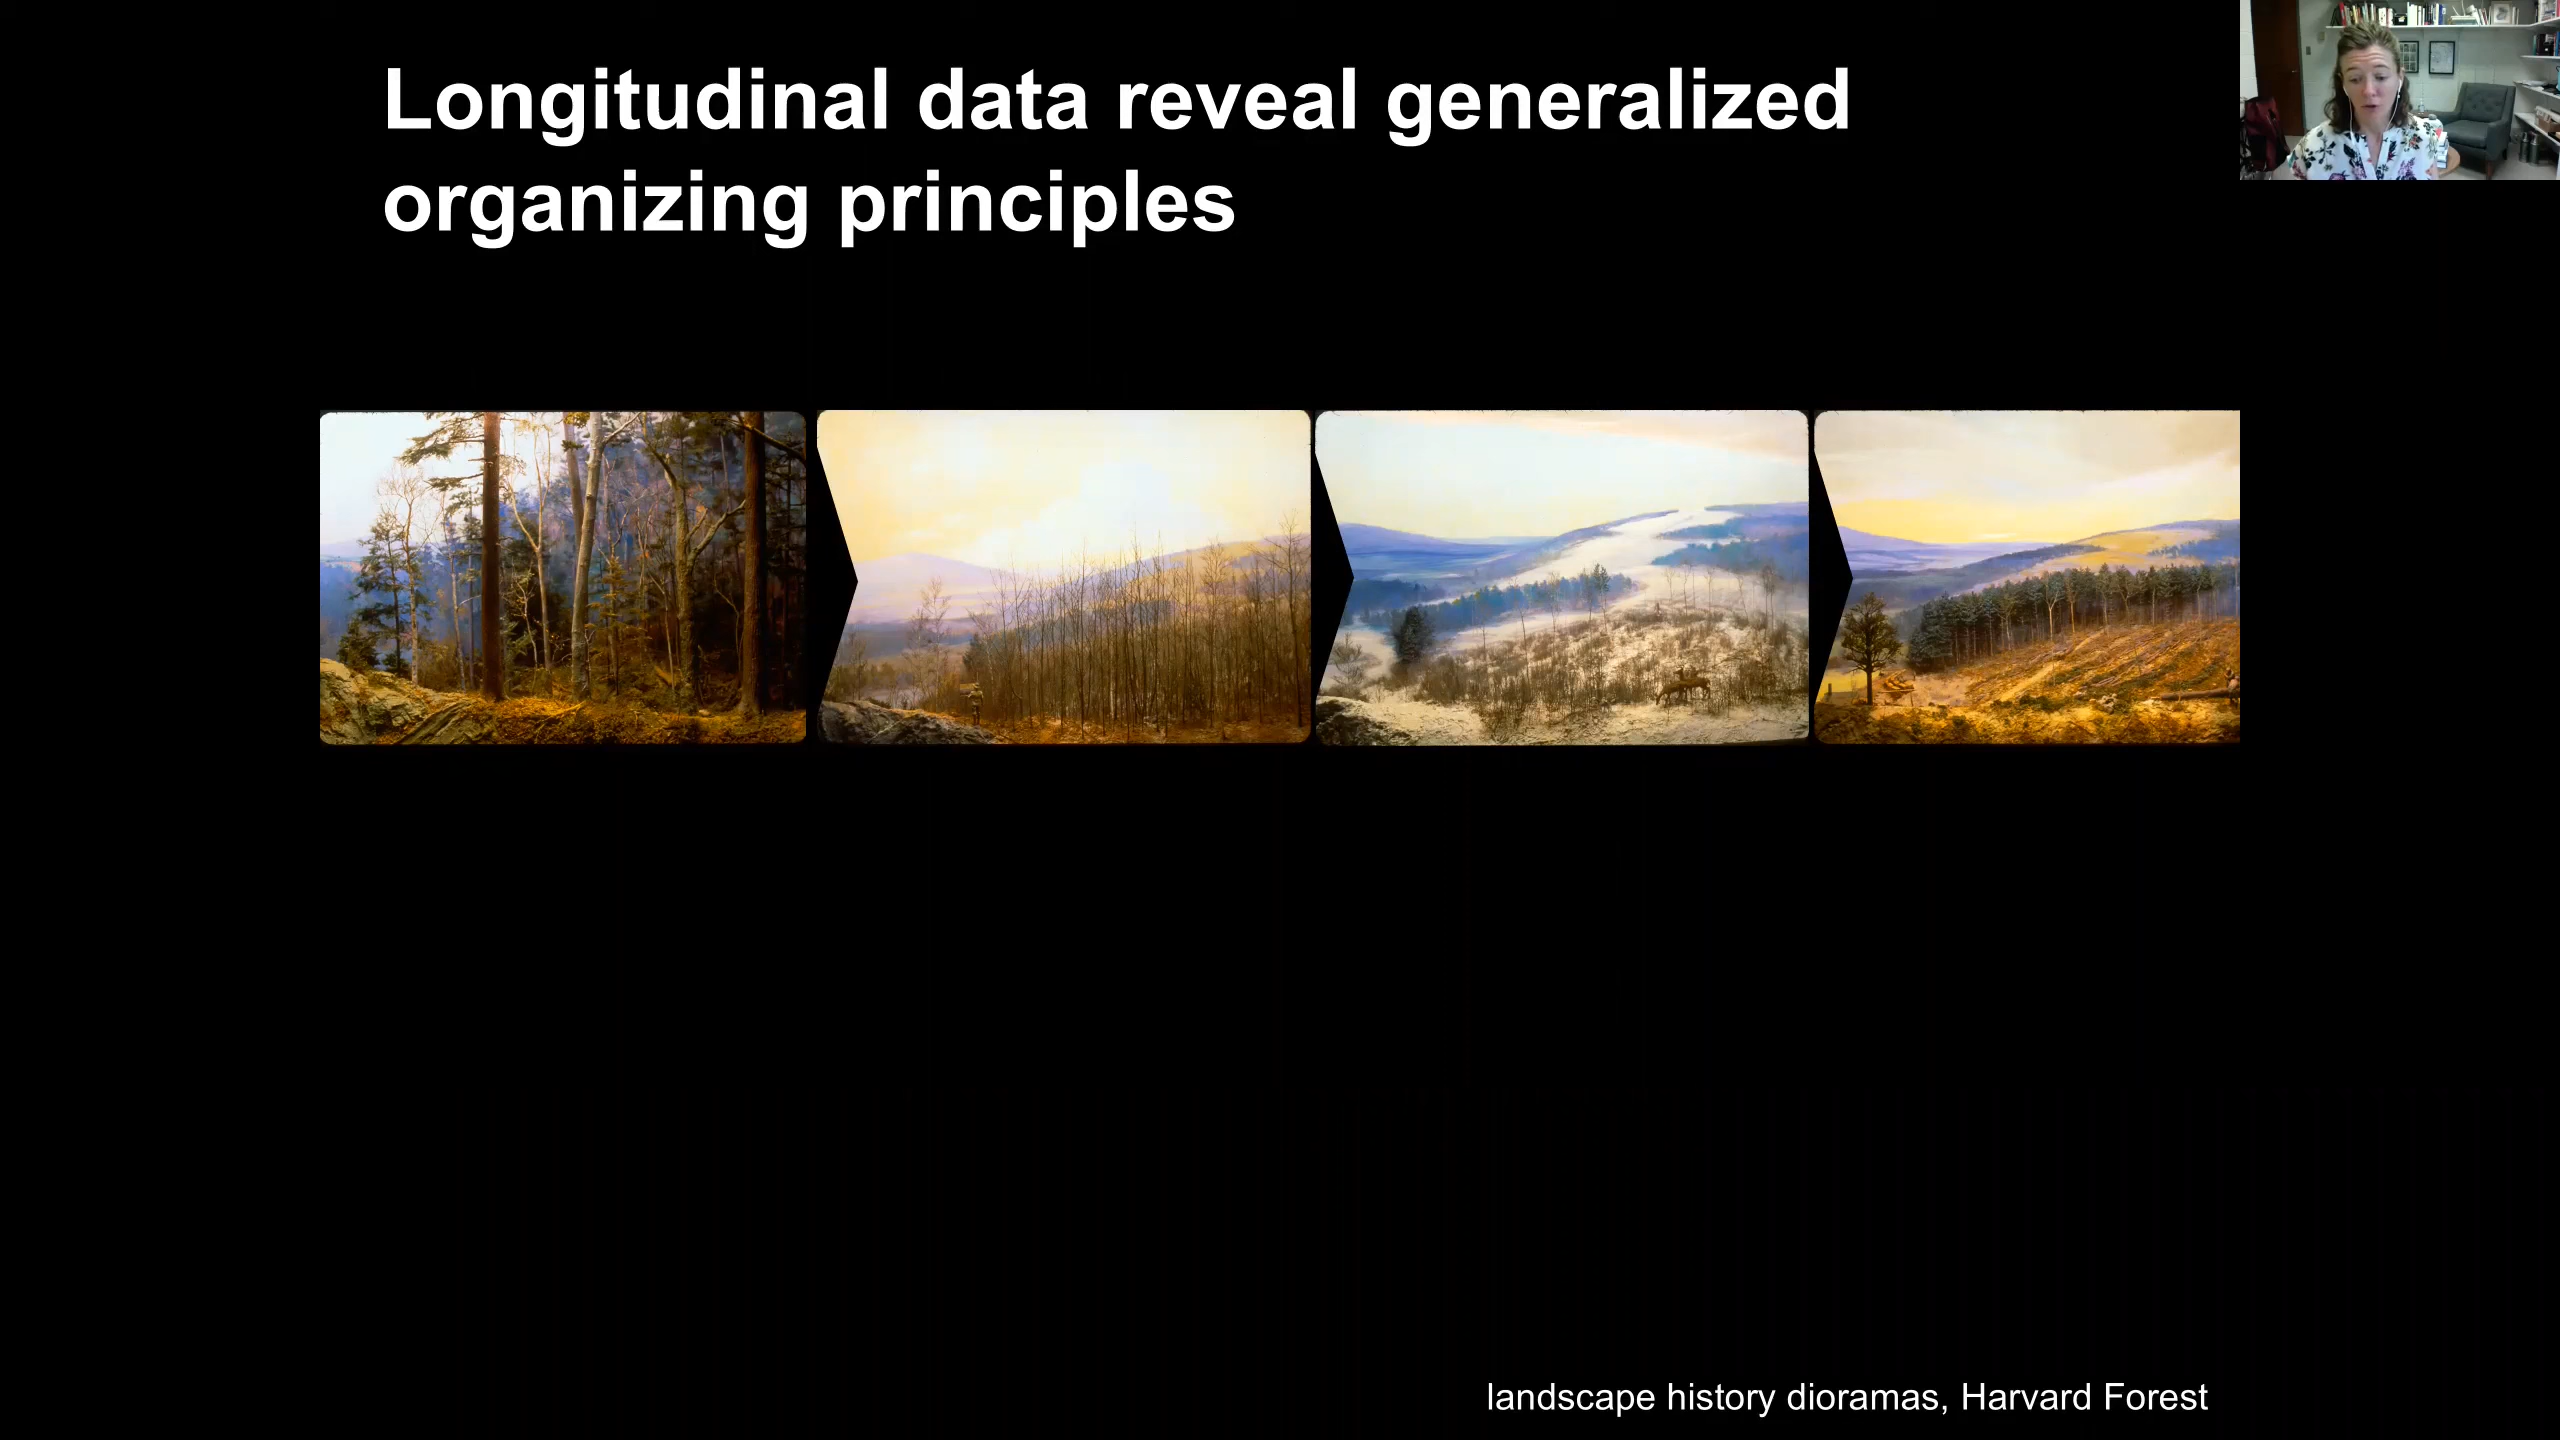 Longitudinal data reveal generalized
organizing principles
landscape history dioramas, Harvard Forest